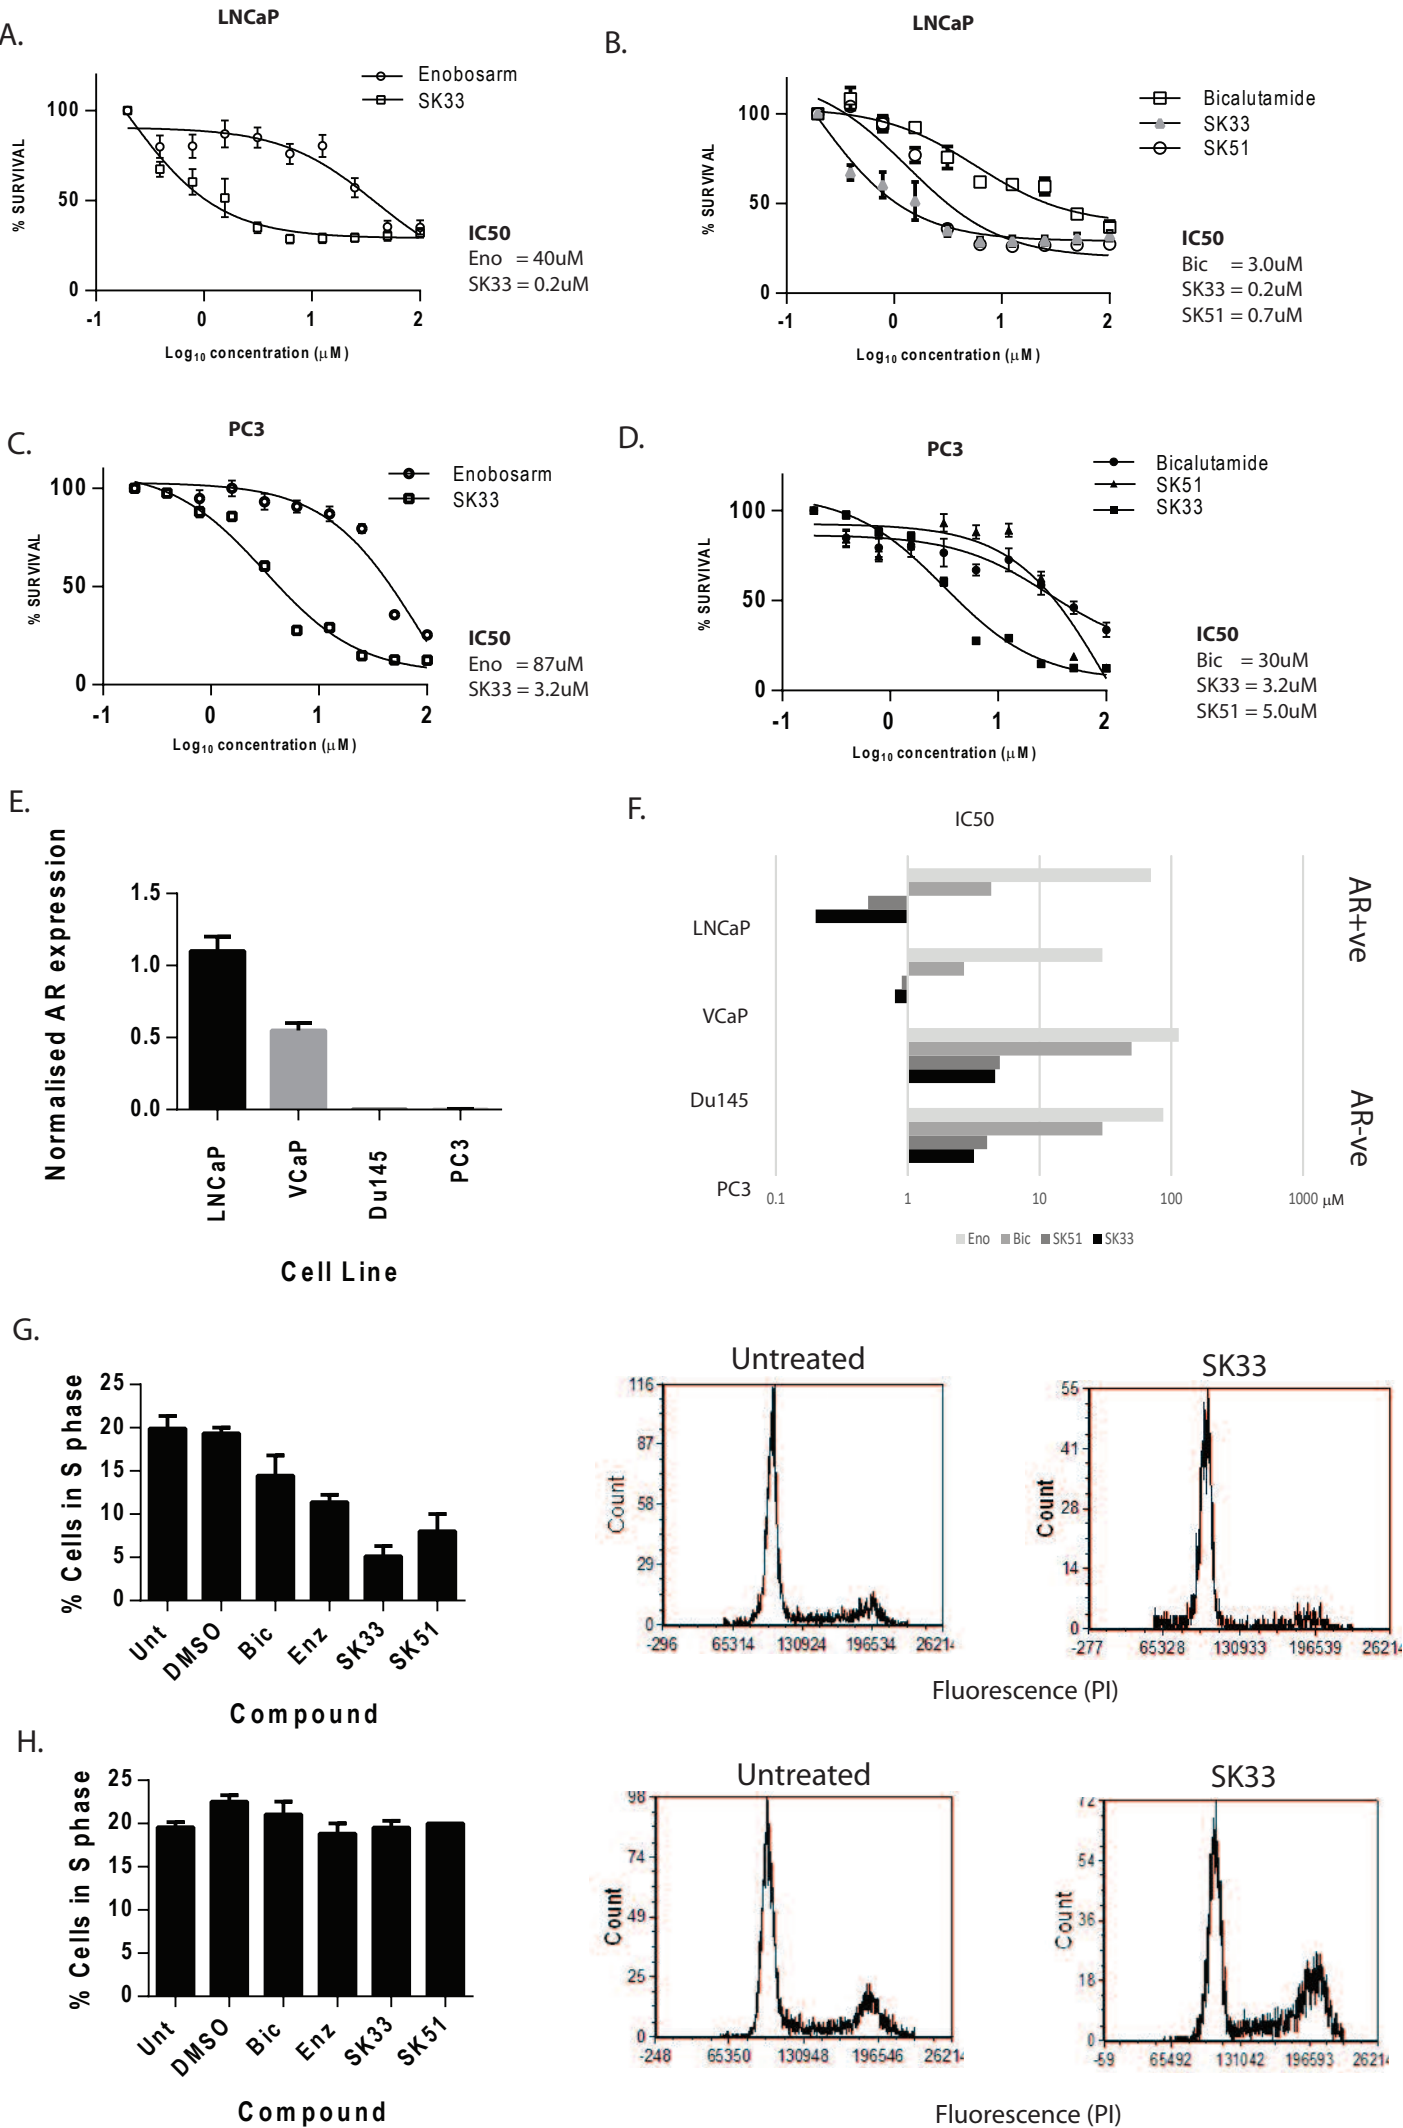 A.
LNCaP
Enobosarm
SK33
% SURVIVAL
100
50
0
-1
0
1
2
Log10 concentration (μM)
IC50
Eno = 40uM
SK33 = 0.2uM
B.
LNCaP
Bicalutamide
SK33
SK51
% SURVIVAL
100
50
0
-1
0
1
2
Log10 concentration (μM)
IC50
Bic = 3.0uM
SK33 = 0.2uM
SK51 = 0.7uM
C.
PC3
Enobosarm
SK33
% SURVIVAL
100
50
0
-1
0
1
2
Log10 concentration (μM)
IC50
Eno = 87uM
SK33 = 3.2uM
D.
PC3
Bicalutamide
SK51
SK33
% SURVIVAL
100
50
0
-1
0
1
2
Log10 concentration (μM)
IC50
Bic = 30uM
SK33 = 3.2uM
SK51 = 5.0uM
E.
Normalised AR expression
1.5
1.0
0.5
0.0
LNCaP
VCaP
Du145
PC3
Cell Line
F.
IC50
LNCaP
VCaP
Du145
PC3
AR+ve
AR-ve
0.1
1
10
100
1000 μM
Eno Bic SK51 SK33
G.
% Cells in S phase
25
20
15
10
5
0
Unt
DMSO
Bic
Enz
SK33
SK51
Compound
Untreated
Count
116
87
58
29
0
-296 65314 130924 196534 26214
SK33
Count
55
41
28
14
0
-277 65328 130933 196539 26214
Fluorescence (PI)
H.
% Cells in S phase
25
20
15
10
5
0
Unt
DMSO
Bic
Enz
SK33
SK51
Compound
Untreated
Count
98
74
49
25
0
-248 65350 130948 196546 26214
SK33
Count
72
54
36
18
0
-59 65492 131042 196593 26214
Fluorescence (PI)